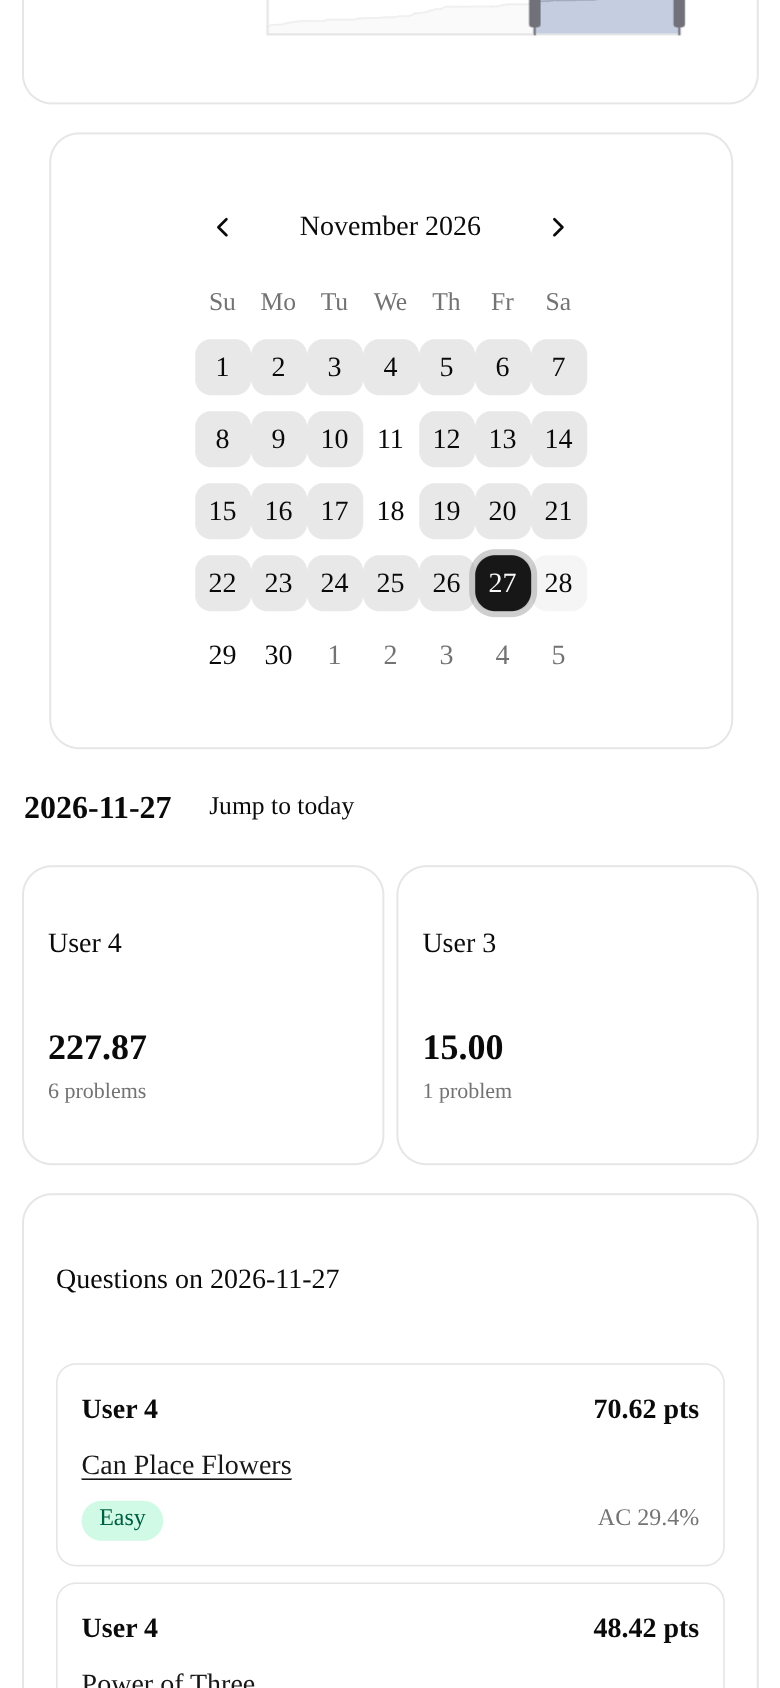 November 2026
Su Mo Tu We Th Fr Sa
1 2 3 4 5 6 7
8 9 10 11 12 13 14
15 16 17 18 19 20 21
22 23 24 25 26 27 28
29 30 1 2 3 4 5
2026-11-27 Jump to today
User 4
227.87
6 problems
User 3
15.00
1 problem
Questions on 2026-11-27
User 4 70.62 pts
Can Place Flowers
Easy AC 29.4%
User 4 48.42 pts
Power of Three